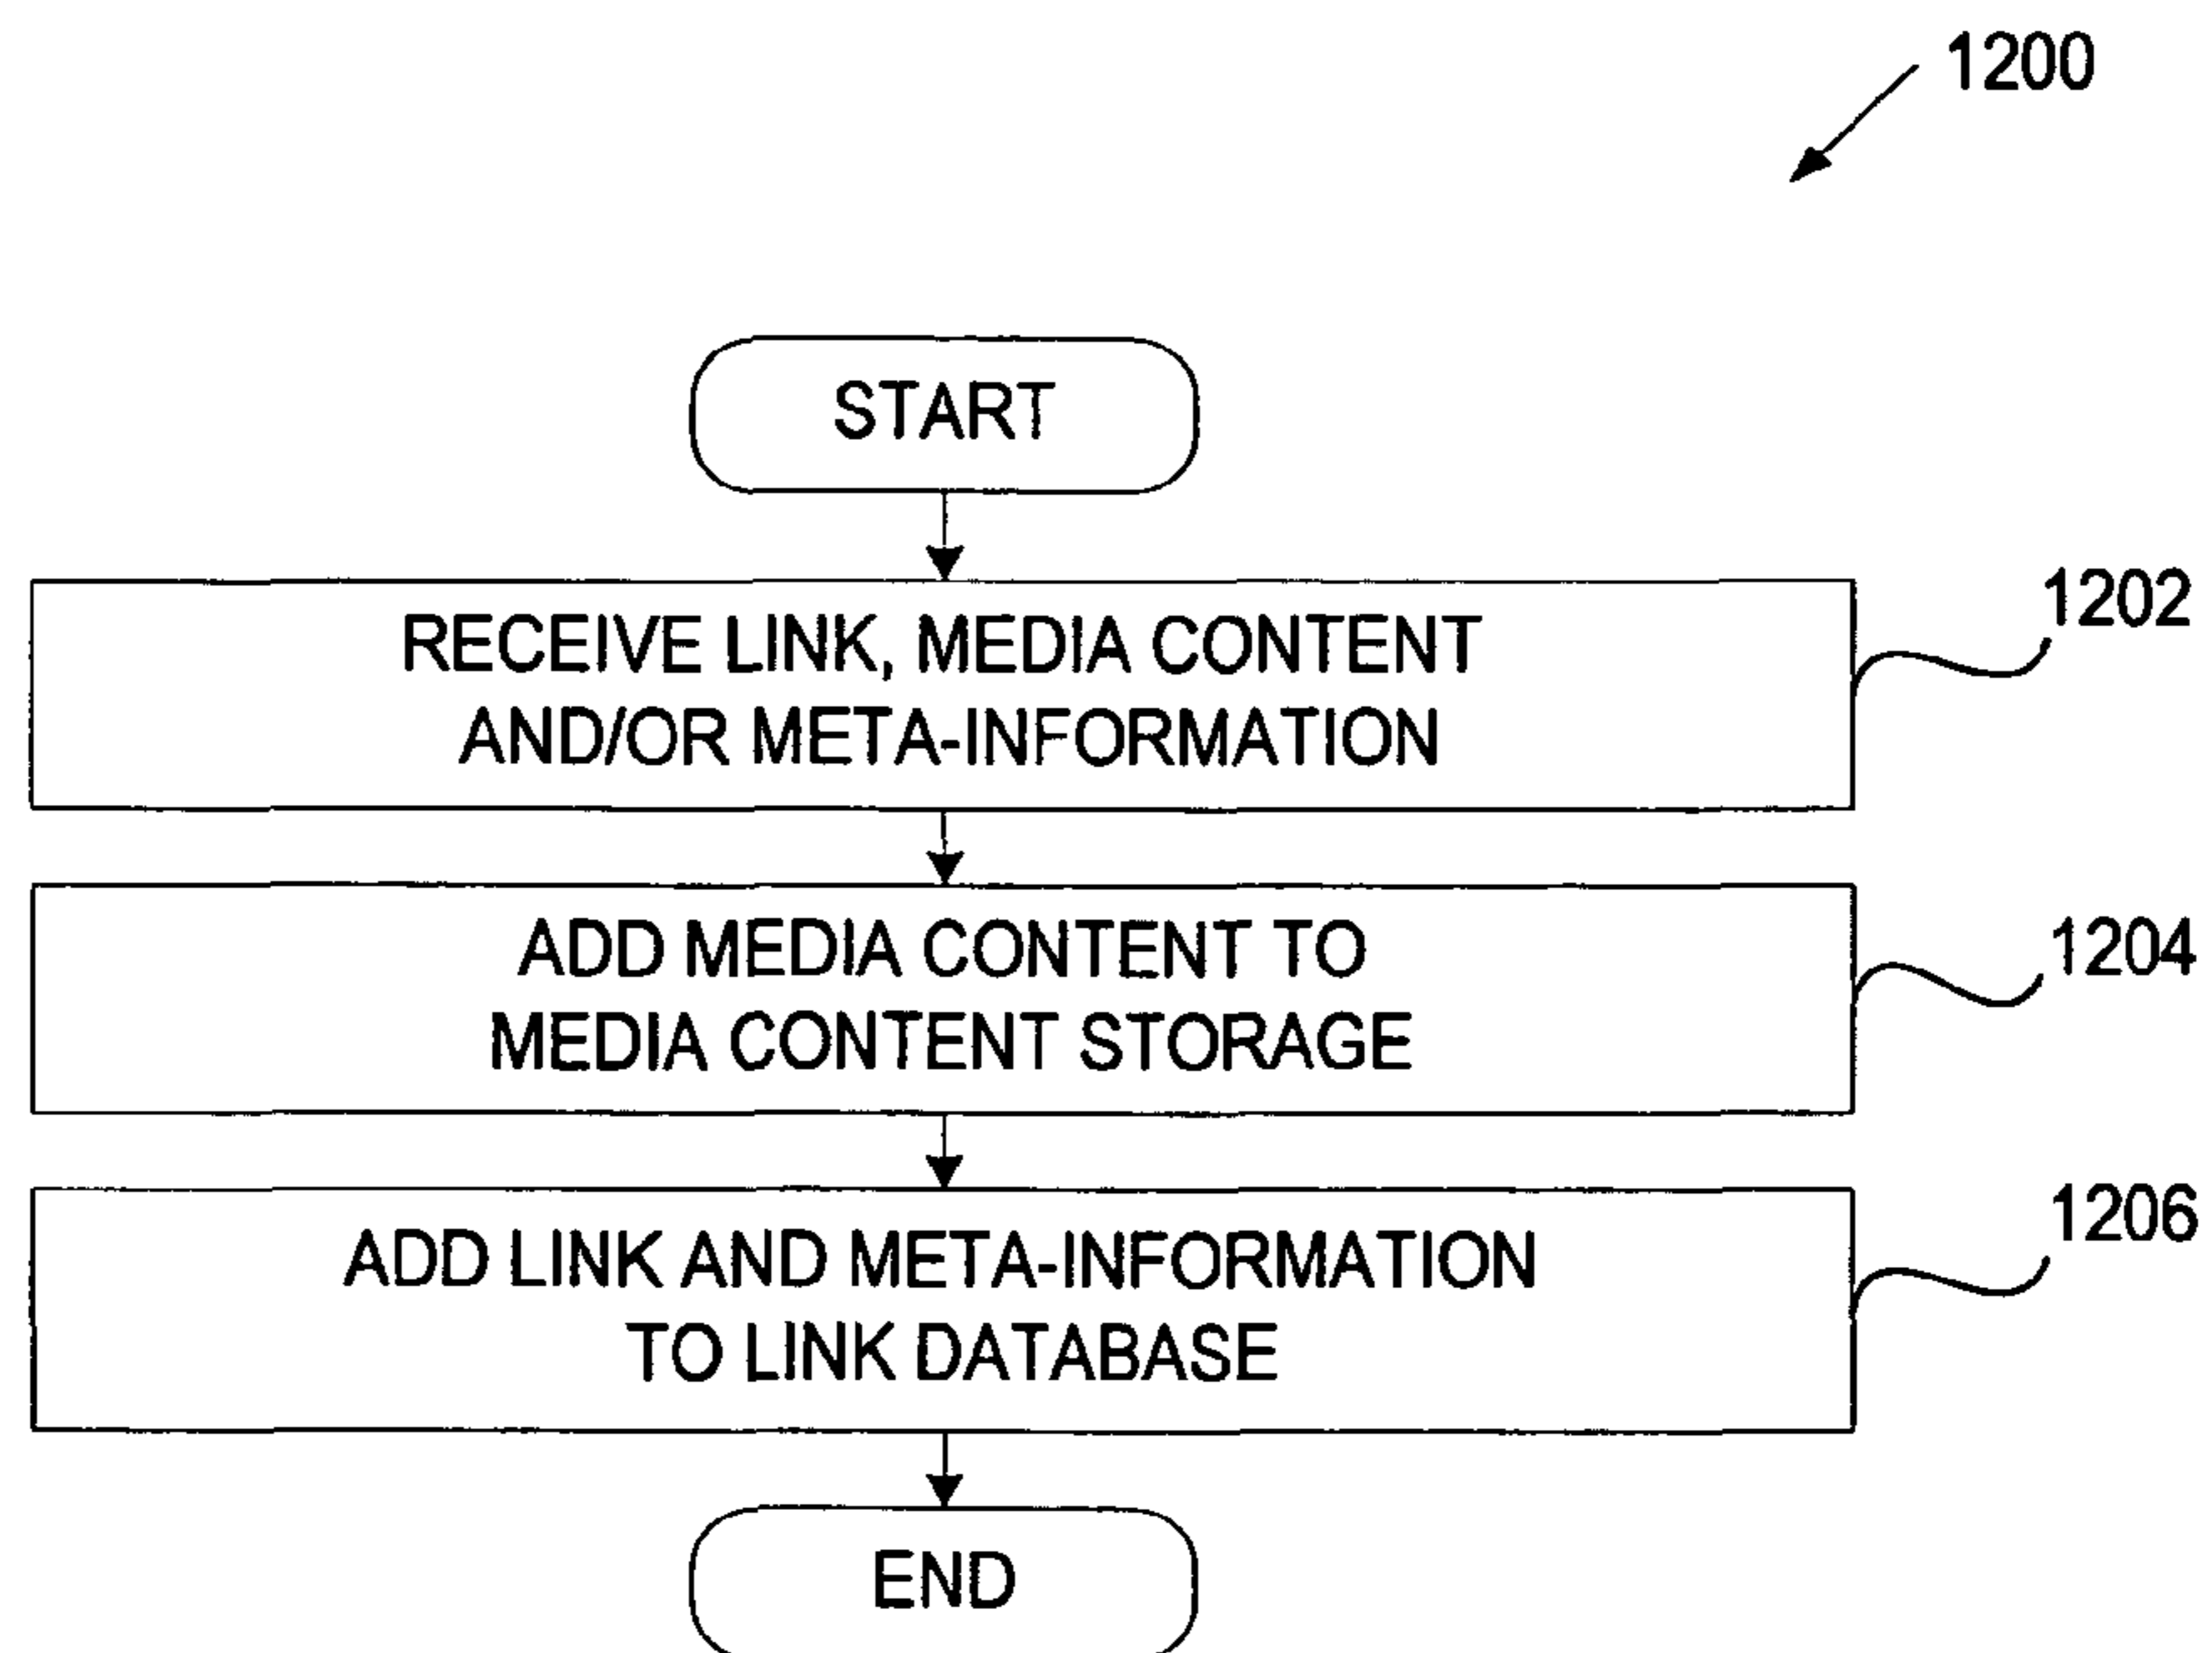 1200
START
RECEIVE LINK, MEDIA CONTENT
AND/OR META-INFORMATION
1202
ADD MEDIA CONTENT TO
MEDIA CONTENT STORAGE
1204
ADD LINK AND META-INFORMATION
TO LINK DATABASE
1206
END